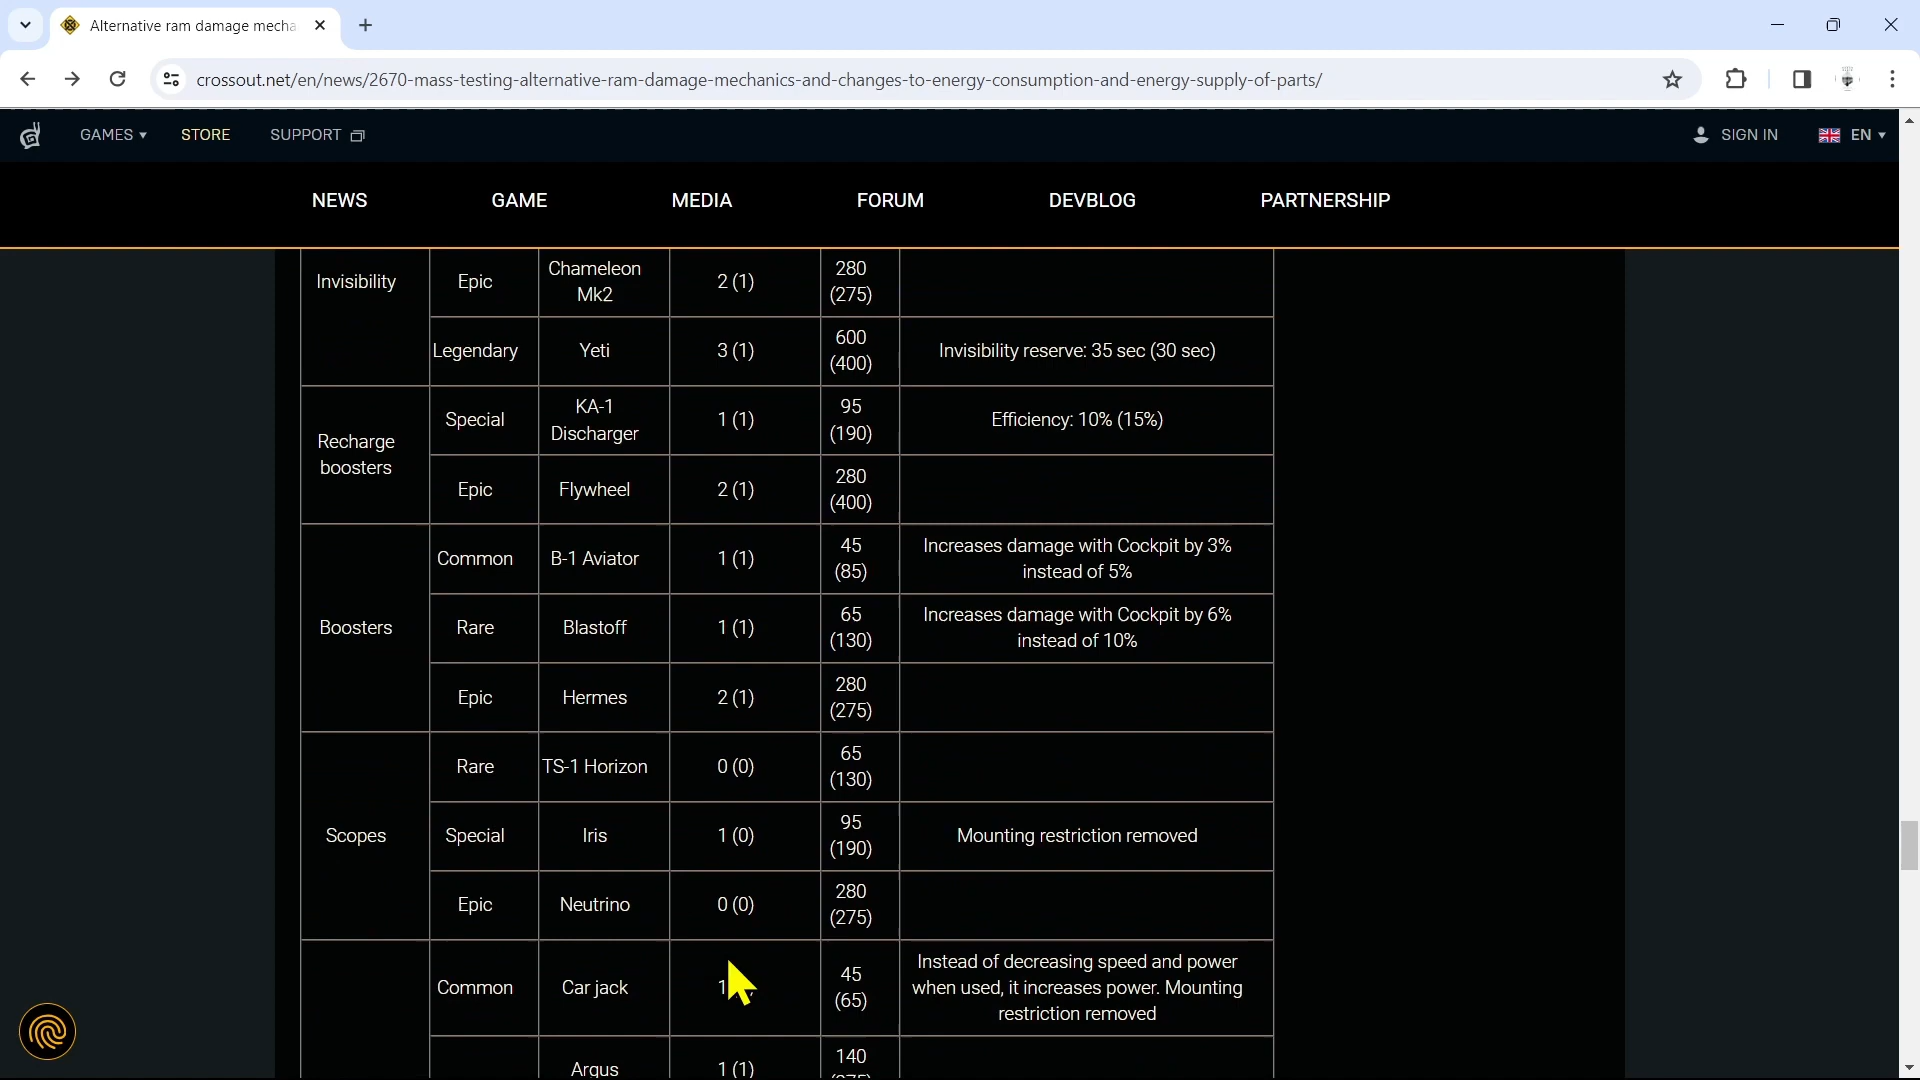 Alternative ram damage mecha
crossout.net/en/news/2670-mass-testing-alternative-ram-damage-mechanics-and-changes-to-energy-consumption-and-energy-supply-of-parts/
GAMES STORE SUPPORT SIGN IN EN
NEWS GAME MEDIA FORUM DEVBLOG PARTNERSHIP
Invisibility
Epic
Chameleon
Mk2
2 (1)
280
(275)
Legendary
Yeti
3 (1)
600
(400)
Invisibility reserve: 35 sec (30 sec)
Recharge
boosters
Special
KA-1
Discharger
1 (1)
95
(190)
Efficiency: 10% (15%)
Epic
Flywheel
2 (1)
280
(400)
Boosters
Common
B-1 Aviator
1 (1)
45
(85)
Increases damage with Cockpit by 3%
instead of 5%
Rare
Blastoff
1 (1)
65
(130)
Increases damage with Cockpit by 6%
instead of 10%
Epic
Hermes
2 (1)
280
(275)
Scopes
Rare
TS-1 Horizon
0 (0)
65
(130)
Special
Iris
1 (0)
95
(190)
Mounting restriction removed
Epic
Neutrino
0 (0)
280
(275)
Common
Car jack
1
45
(65)
Instead of decreasing speed and power
when used, it increases power. Mounting
restriction removed
Argus
1 (1)
140